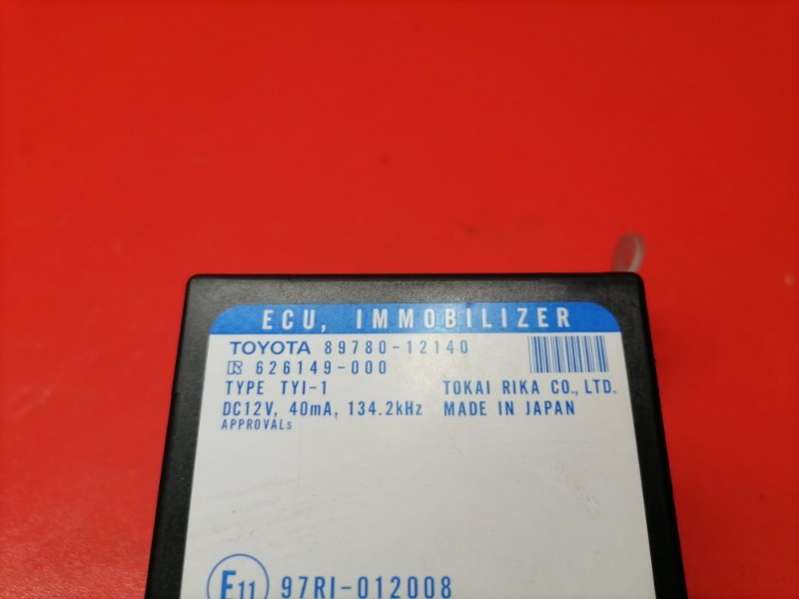 ECU, IMMOBILIZER
TOYOTA 89780-12140
R 626149-000
TYPE TYI-1 TOKAI RIKA CO., LTD.
DC12V, 40mA, 134.2kHz MADE IN JAPAN
APPROVALs
E11 97RI-012008